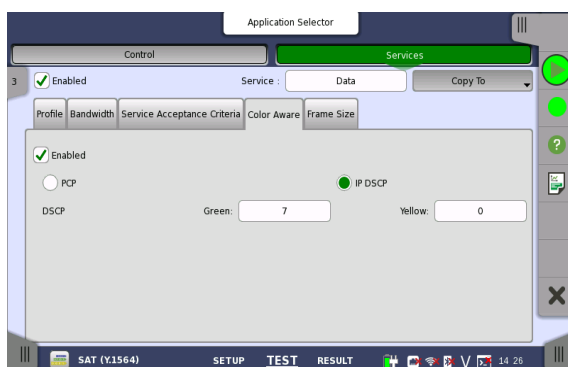 Application Selector
Control
Services
3
Enabled
Service :
Data
Copy To
Profile
Bandwidth
Service Acceptance Criteria
Color Aware
Frame Size
Enabled
PCP
IP DSCP
DSCP
Green:
7
Yellow:
0
SAT (Y.1564)
SETUP
TEST
RESULT
V
14 26